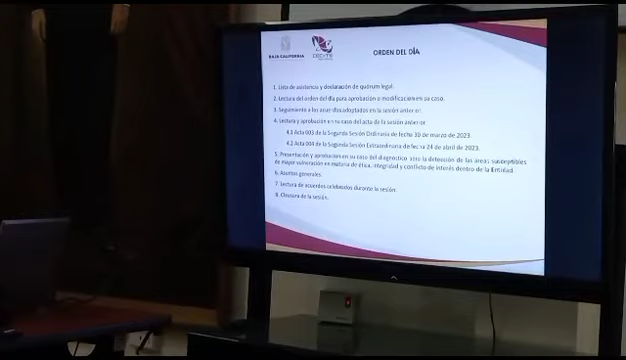 BAJA CALIFORNIA
CECYTE
ORDEN DEL DÍA
1. Lista de asistencia y declaración de quórum legal.
2. Lectura del orden del día para aprobación o modificación en su caso.
3. Seguimiento a los acuerdos adoptados en la sesión anterior.
4. Lectura y aprobación en su caso del acta de la sesión anterior
4.1 Acta 003 de la Segunda Sesión Ordinaria de fecha 30 de marzo de 2023.
4.2 Acta 004 de la Segunda Sesión Extraordinaria de fecha 24 de abril de 2023.
5. Presentación y aprobación en su caso del diagnóstico para la detección de las áreas susceptibles
de mayor vulneración en materia de ética, integridad y conflicto de interés dentro de la Entidad.
6. Asuntos generales.
7. Lectura de acuerdos celebrados durante la sesión.
8. Clausura de la sesión.